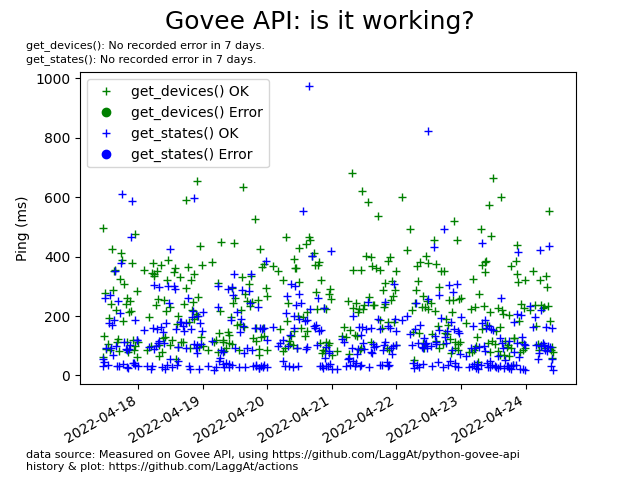 Govee API: is it working?
get_devices(): No recorded error in 7 days.
get_states(): No recorded error in 7 days.
get_devices() OK
get_devices() Error
get_states() OK
get_states() Error
Ping (ms)
1000
800
600
400
200
0
2022-04-18
2022-04-19
2022-04-20
2022-04-21
2022-04-22
2022-04-23
2022-04-24
data source: Measured on Govee API, using https://github.com/LaggAt/python-govee-api
history & plot: https://github.com/LaggAt/actions